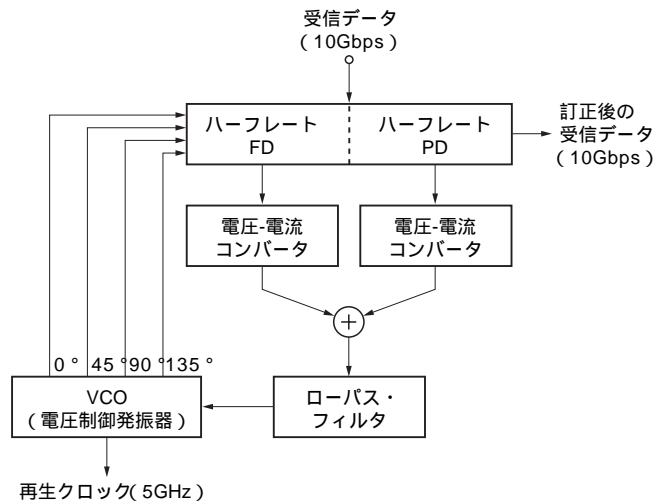 受信データ
(10Gbps)
ハーフレート
FD
ハーフレート
PD
訂正後の
受信データ
(10Gbps)
電圧-電流
コンバータ
電圧-電流
コンバータ
+
0° 45°90°135°
VCO
(電圧制御発振器)
ローパス・
フィルタ
再生クロック(5GHz)